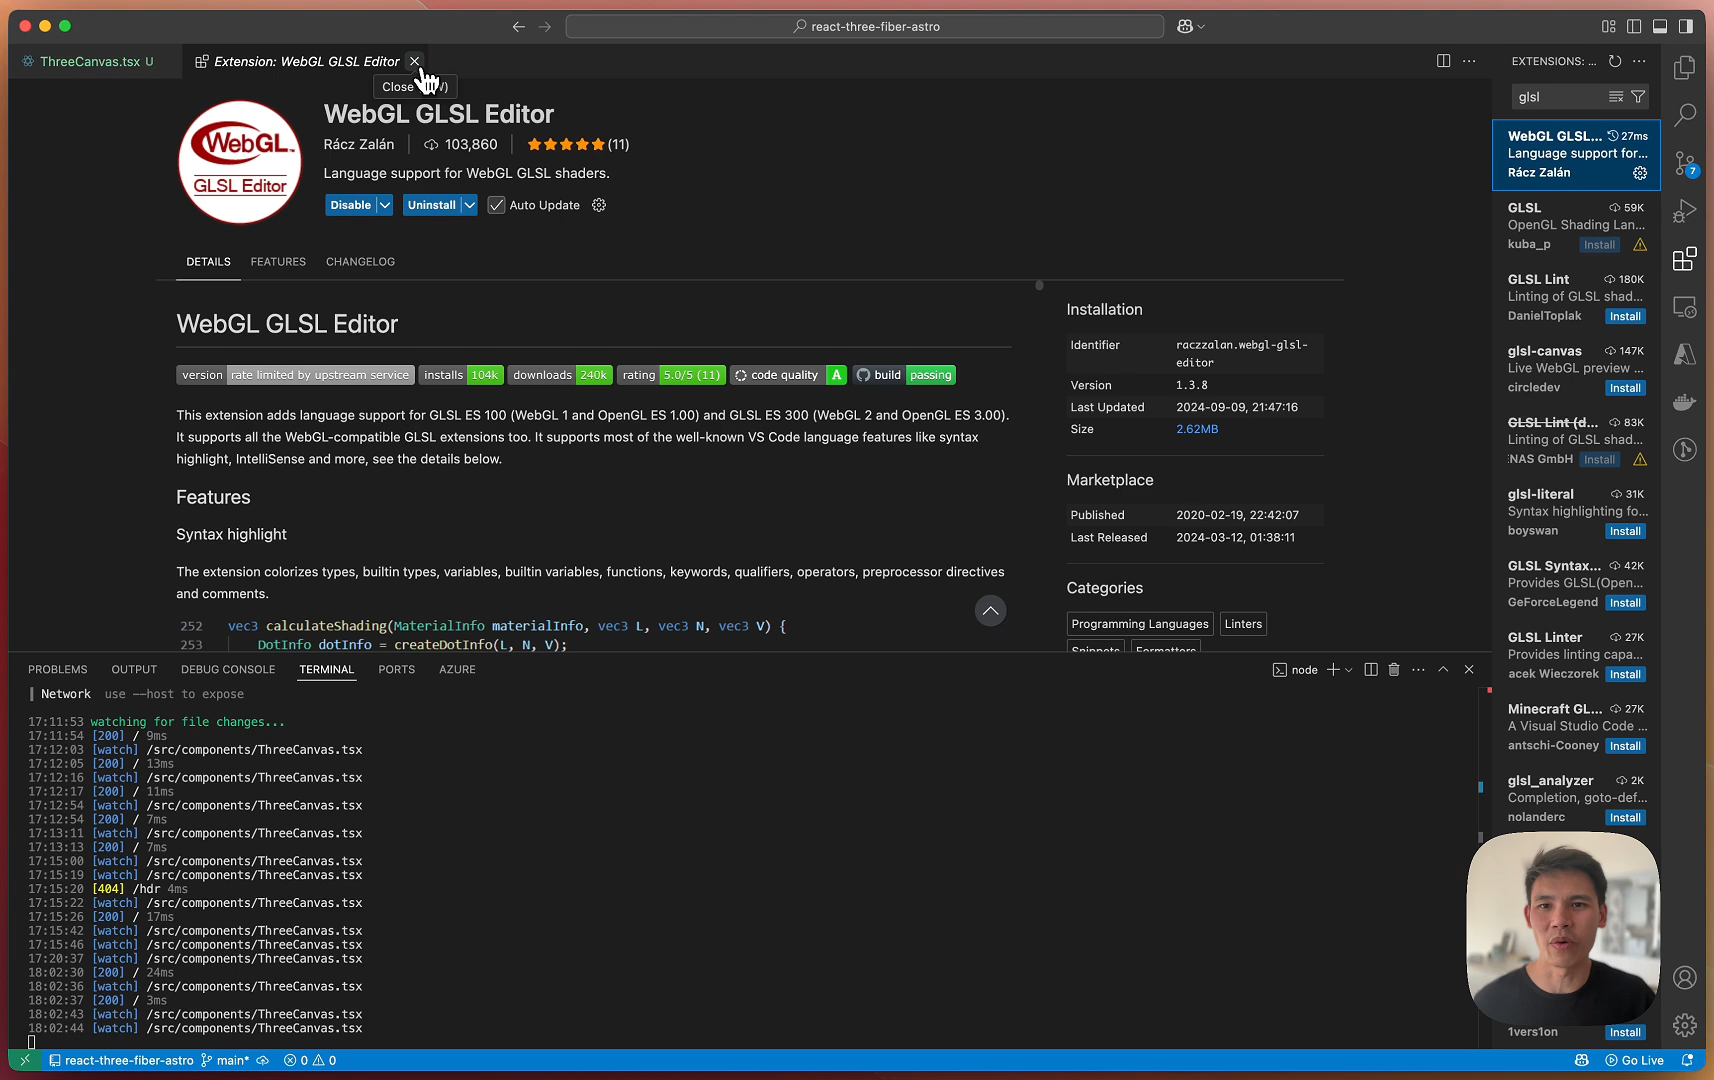 react-three-fiber-astro
ThreeCanvas.tsx U
Extension: WebGL GLSL Editor
EXTENSIONS: ...
Close
glsl
WebGL
GLSL Editor
WebGL GLSL Editor
Rácz Zalán
103,860
(11)
Language support for WebGL GLSL shaders.
Disable
Uninstall
Auto Update
DETAILS
FEATURES
CHANGELOG
WebGL GLSL Editor
version rate limited by upstream service
installs 104k
downloads 240k
rating 5.0/5 (11)
code quality A
build passing
This extension adds language support for GLSL ES 100 (WebGL 1 and OpenGL ES 1.00) and GLSL ES 300 (WebGL 2 and OpenGL ES 3.00).
It supports all the WebGL-compatible GLSL extensions too. It supports most of the well-known VS Code language features like syntax
highlight, IntelliSense and more, see the details below.
Features
Syntax highlight
The extension colorizes types, builtin types, variables, builtin variables, functions, keywords, qualifiers, operators, preprocessor directives
and comments.
252 vec3 calculateShading(MaterialInfo materialInfo, vec3 L, vec3 N, vec3 V) {
253 DotInfo dotInfo = createDotInfo(L, N, V);
Installation
Identifier raczzalan.webgl-glsl-
editor
Version 1.3.8
Last Updated 2024-09-09, 21:47:16
Size 2.62MB
Marketplace
Published 2020-02-19, 22:42:07
Last Released 2024-03-12, 01:38:11
Categories
Programming Languages
Linters
Snippets
Formatters
WebGL GLSL... 27ms
Language support for...
Rácz Zalán
GLSL 59K
OpenGL Shading Lan...
kuba_p Install
GLSL Lint 180K
Linting of GLSL shad...
DanielToplak Install
glsl-canvas 147K
Live WebGL preview ...
circledev Install
GLSL Lint (d... 83K
Linting of GLSL shad...
ENAS GmbH Install
glsl-literal 31K
Syntax highlighting fo...
boyswan Install
GLSL Syntax... 42K
Provides GLSL(Open...
GeForceLegend Install
GLSL Linter 27K
Provides linting capa...
acek Wieczorek Install
Minecraft GL... 27K
A Visual Studio Code ...
antschi-Cooney Install
glsl_analyzer 2K
Completion, goto-def...
nolanderc Install
1vers1on Install
7
PROBLEMS
OUTPUT
DEBUG CONSOLE
TERMINAL
PORTS
AZURE
node
Network use --host to expose
17:11:53 watching for file changes...
17:11:54 [200] / 9ms
17:12:03 [watch] /src/components/ThreeCanvas.tsx
17:12:05 [200] / 13ms
17:12:16 [watch] /src/components/ThreeCanvas.tsx
17:12:17 [200] / 11ms
17:12:54 [watch] /src/components/ThreeCanvas.tsx
17:12:54 [200] / 7ms
17:13:11 [watch] /src/components/ThreeCanvas.tsx
17:13:13 [200] / 7ms
17:15:00 [watch] /src/components/ThreeCanvas.tsx
17:15:19 [watch] /src/components/ThreeCanvas.tsx
17:15:20 [404] /hdr 4ms
17:15:22 [watch] /src/components/ThreeCanvas.tsx
17:15:26 [200] / 17ms
17:15:42 [watch] /src/components/ThreeCanvas.tsx
17:15:46 [watch] /src/components/ThreeCanvas.tsx
17:20:37 [watch] /src/components/ThreeCanvas.tsx
18:02:30 [200] / 24ms
18:02:36 [watch] /src/components/ThreeCanvas.tsx
18:02:37 [200] / 3ms
18:02:43 [watch] /src/components/ThreeCanvas.tsx
18:02:44 [watch] /src/components/ThreeCanvas.tsx
react-three-fiber-astro
main*
0
0
Go Live